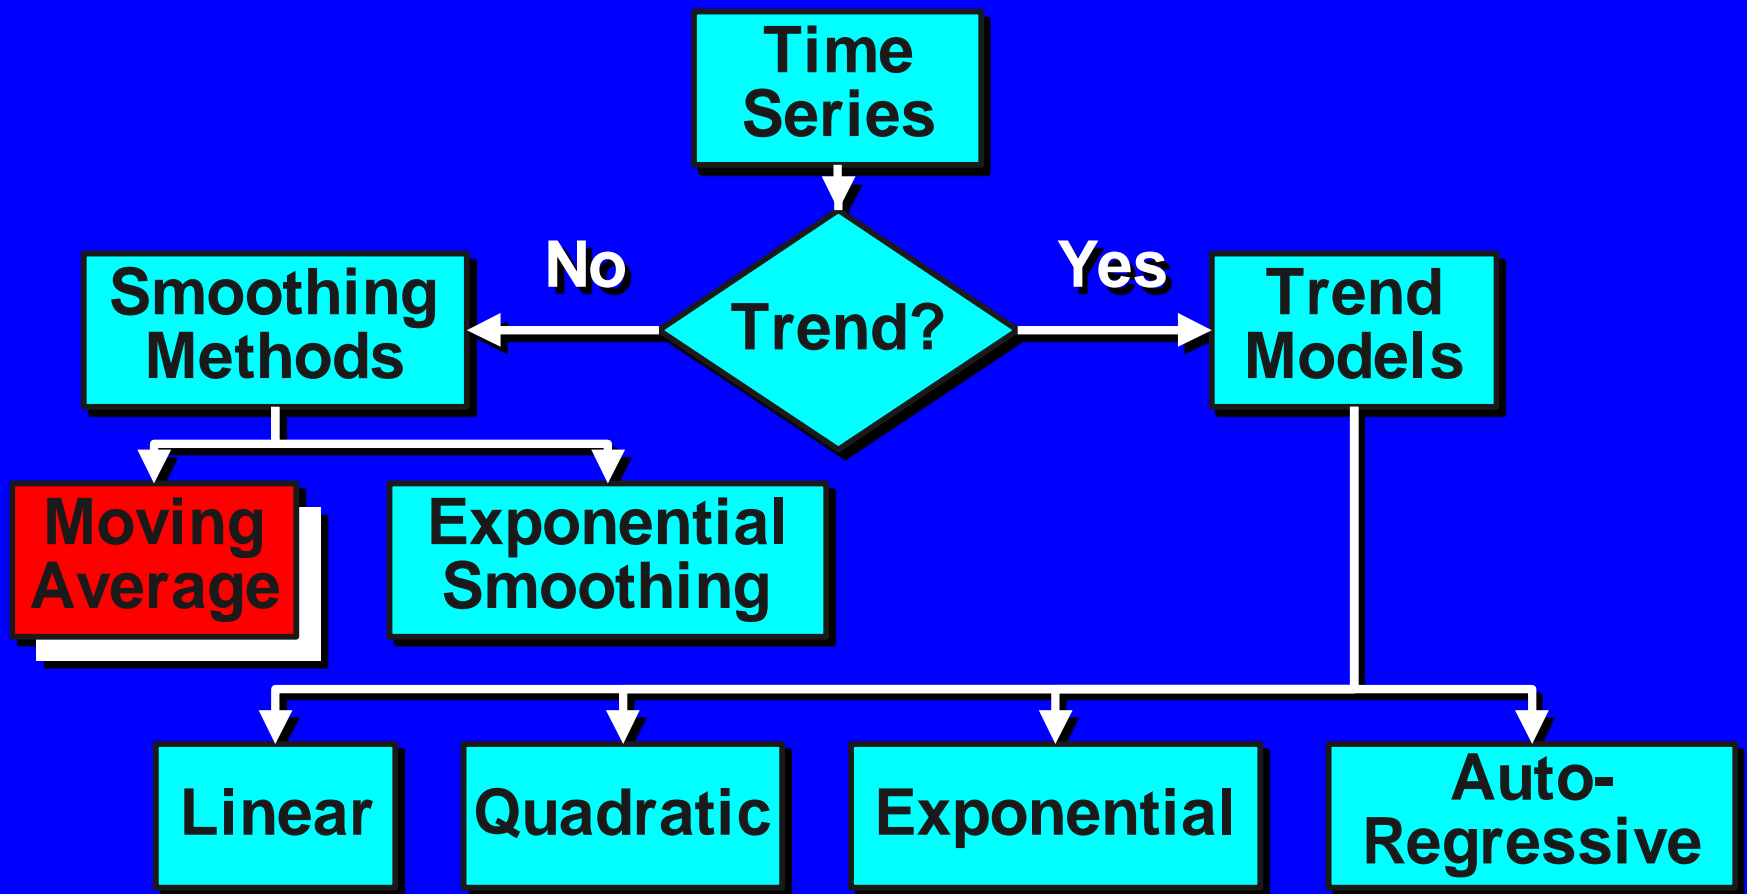 Time
Series
No
Yes
Smoothing
Methods
Trend?
Trend
Models
Moving
Average
Exponential
Smoothing
Linear
Quadratic
Exponential
Auto-
Regressive